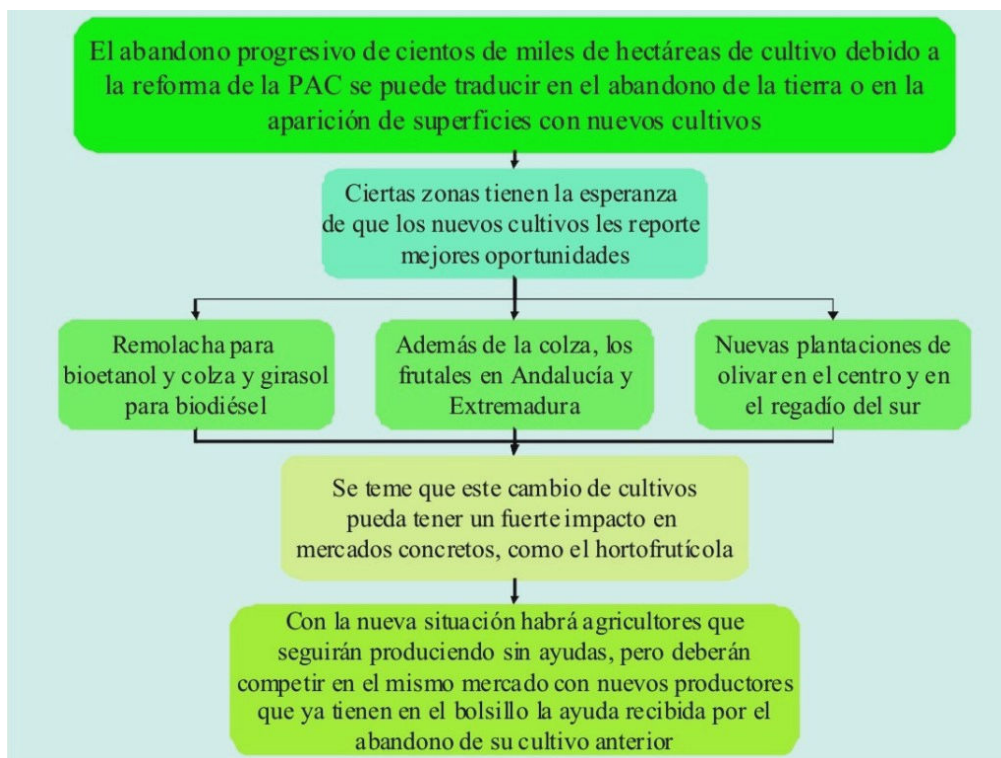 El abandono progresivo de cientos de miles de hectáreas de cultivo debido a
la reforma de la PAC se puede traducir en el abandono de la tierra o en la
aparición de superficies con nuevos cultivos
Ciertas zonas tienen la esperanza
de que los nuevos cultivos les reporte
mejores oportunidades
Remolacha para
bioetanol y colza y girasol
para biodiésel
Además de la colza, los
frutales en Andalucía y
Extremadura
Nuevas plantaciones de
olivar en el centro y en
el regadío del sur
Se teme que este cambio de cultivos
pueda tener un fuerte impacto en
mercados concretos, como el hortofrutícola
Con la nueva situación habrá agricultores que
seguirán produciendo sin ayudas, pero deberán
competir en el mismo mercado con nuevos productores
que ya tienen en el bolsillo la ayuda recibida por el
abandono de su cultivo anterior